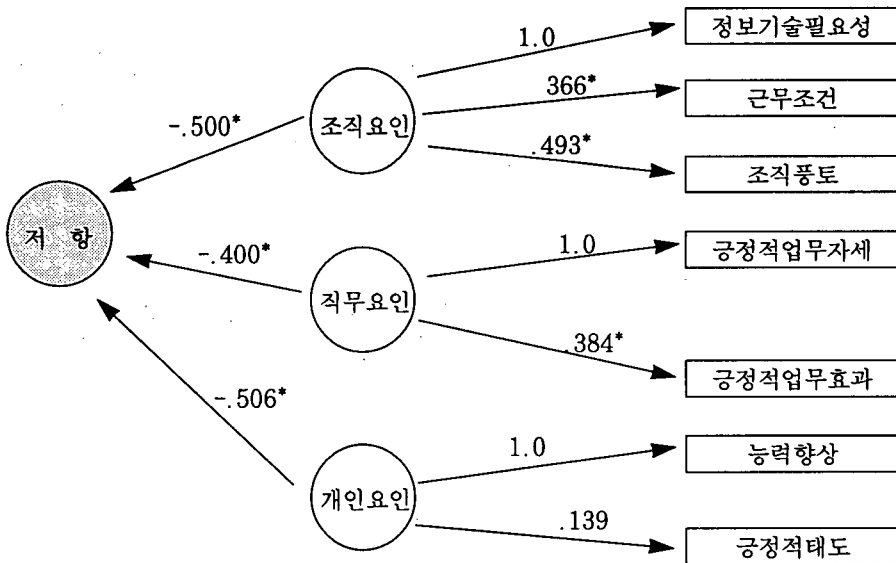 정보기술필요성
1.0
366*
근무조건
-.500*
조직요인
.493*
조직풍토
저 항
1.0
긍정적업무자세
-.400*
직무요인
.384*
긍정적업무효과
-.506*
1.0
능력향상
개인요인
.139
긍정적태도